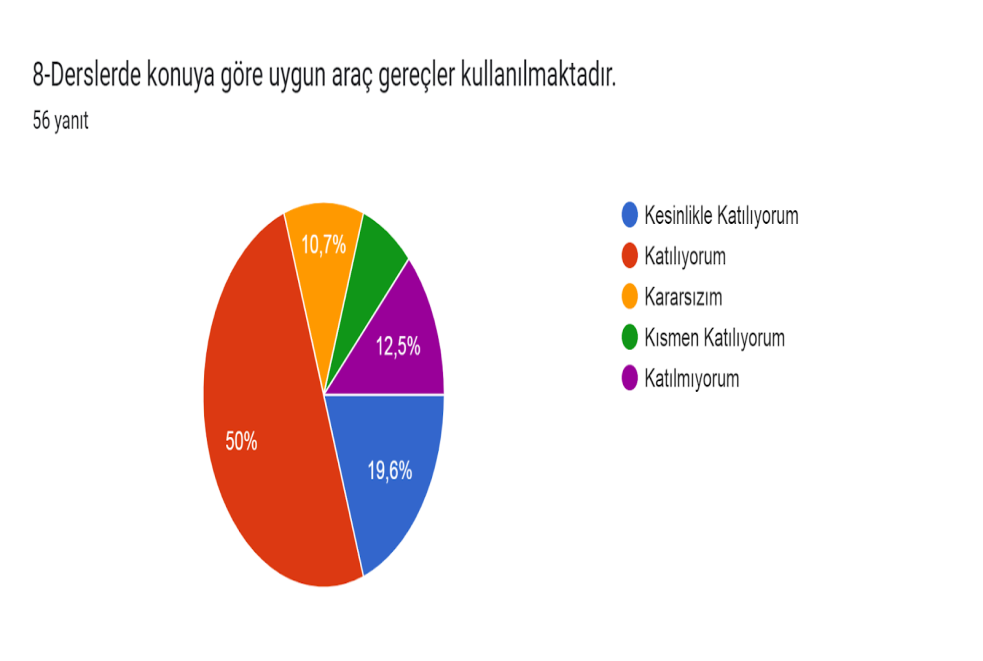 8-Derslerde konuya göre uygun araç gereçler kullanılmaktadır.
56 yanıt
10,7%
12,5%
50%
19,6%
Kesinlikle Katılıyorum
Katılıyorum
Kararsızım
Kısmen Katılıyorum
Katılmıyorum